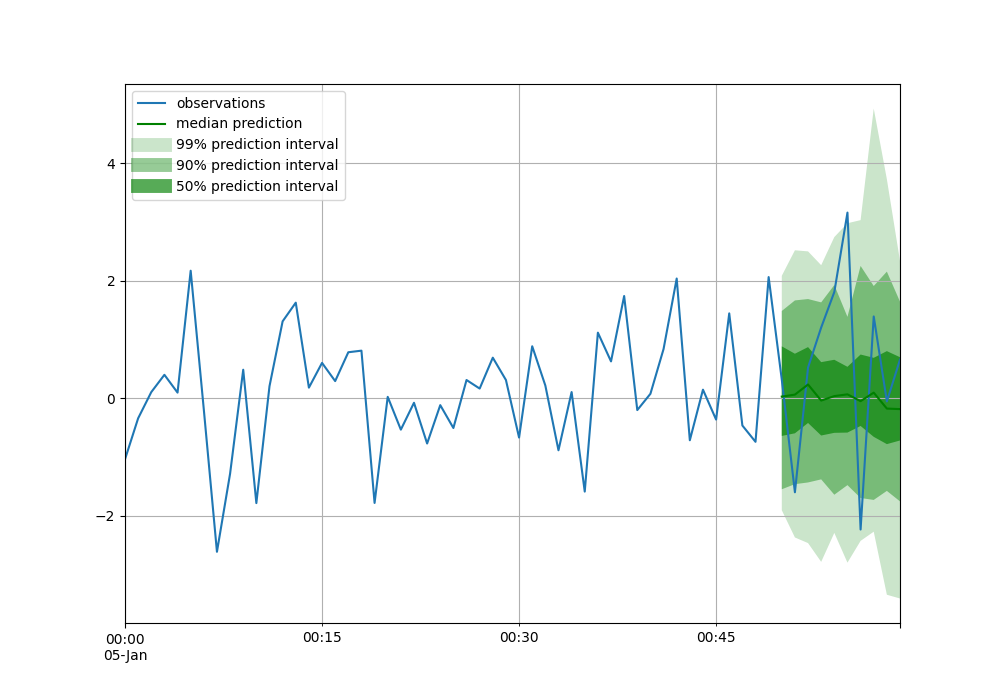 observations
median prediction
99% prediction interval
90% prediction interval
50% prediction interval
4
2
0
−2
00:00 00:15 00:30 00:45
05-Jan